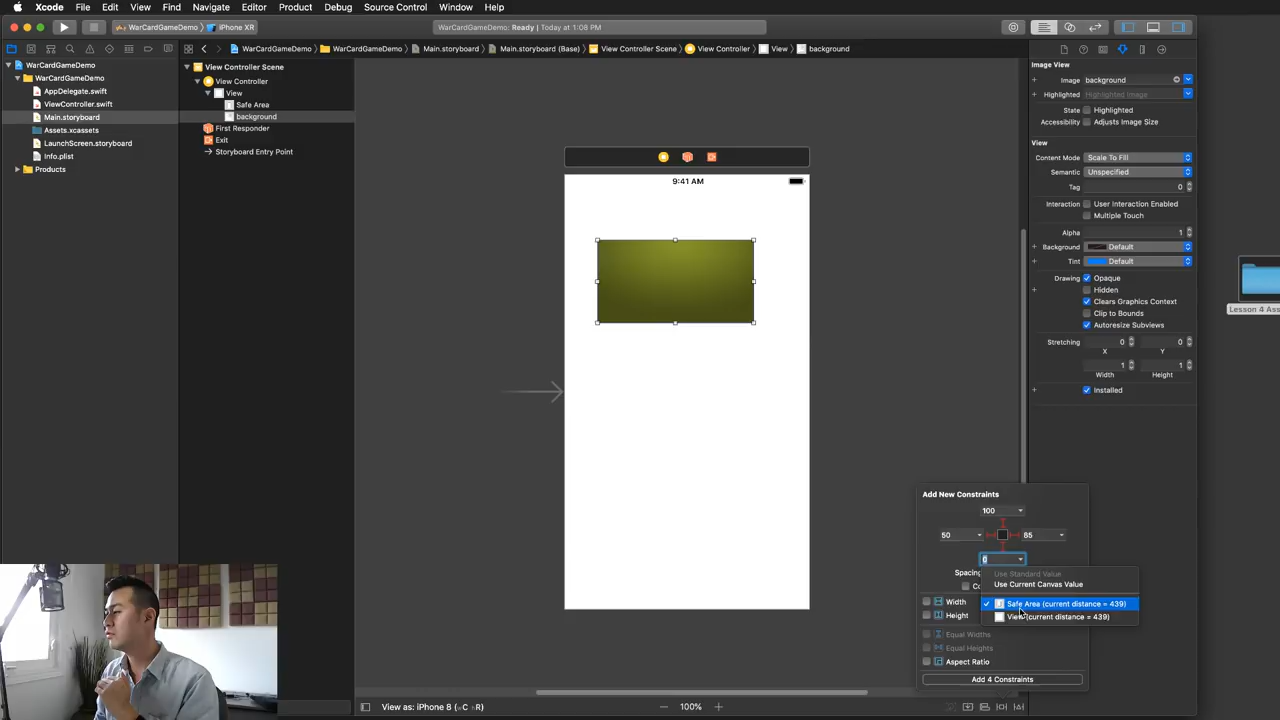 Xcode File Edit View Find Navigate Editor Product Debug Source Control Window Help
WarCardGameDemo iPhone XR
WarCardGameDemo: Ready | Today at 1:08 PM
WarCardGameDemo WarCardGameDemo Main.storyboard Main.storyboard (Base) View Controller Scene View Controller View background
WarCardGameDemo
WarCardGameDemo
AppDelegate.swift
ViewController.swift
Main.storyboard
Assets.xcassets
LaunchScreen.storyboard
Info.plist
Products
View Controller Scene
View Controller
View
Safe Area
background
First Responder
Exit
Storyboard Entry Point
9:41 AM
Image View
Image background
Highlighted Highlighted Image
State Highlighted
Accessibility Adjusts Image Size
View
Content Mode Scale To Fill
Semantic Unspecified
Tag 0
Interaction User Interaction Enabled
Multiple Touch
Alpha 1
Background Default
Tint Default
Drawing Opaque
Hidden
Clears Graphics Context
Clip to Bounds
Autoresize Subviews
Stretching 0 0
X Y
1 1
Width Height
Installed
Lesson 4 Ass
Add New Constraints
100
50 85
0
Spacing
Use Standard Value
Use Current Canvas Value
Safe Area (current distance = 439)
View (current distance = 439)
Width
Height
Equal Widths
Equal Heights
Aspect Ratio
Add 4 Constraints
View as: iPhone 8 (wC hR)
100%